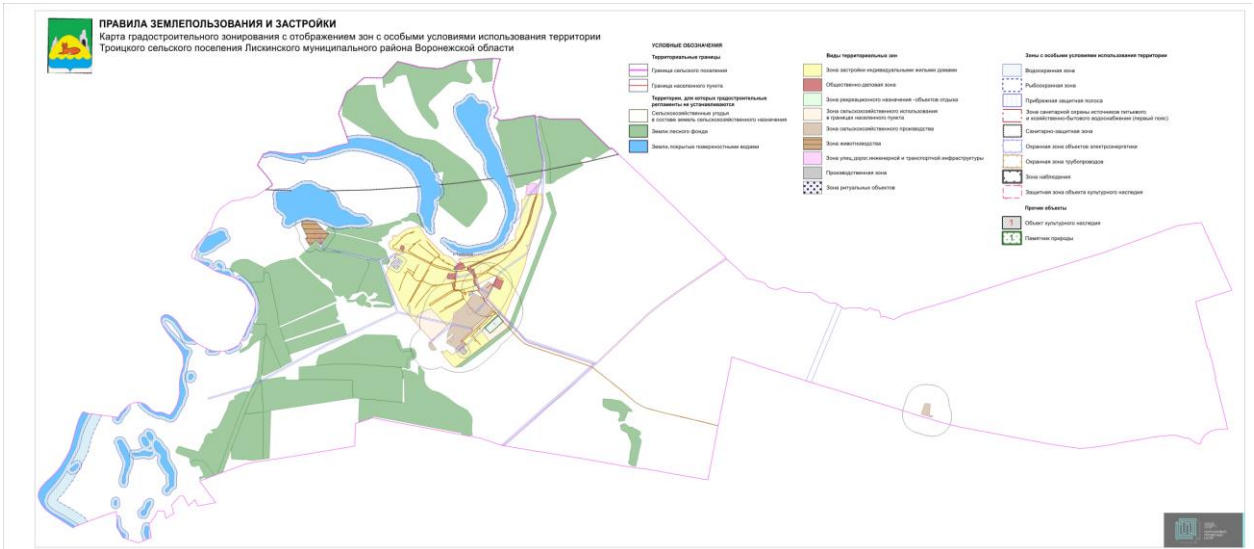 ПРАВИЛА ЗЕМЛЕПОЛЬЗОВАНИЯ И ЗАСТРОЙКИ
Карта градостроительного зонирования с отображением зон с особыми условиями использования территории
Троицкого сельского поселения Лискинского муниципального района Воронежской области
УСЛОВНЫЕ ОБОЗНАЧЕНИЯ
Территориальные границы
Граница сельского поселения
Граница населенного пункта
Территории, для которых градостроительные
регламенты не устанавливаются
Сельскохозяйственные угодья
в составе земель сельскохозяйственного назначения
Земли лесного фонда
Земли, покрытые поверхностными водами
Виды территориальных зон
Зона застройки индивидуальными жилыми домами
Общественно-деловая зона
Зона рекреационного назначения -объектов отдыха
Зона сельскохозяйственного использования
в границах населенного пункта
Зона сельскохозяйственного производства
Зона животноводства
Зона улиц, дорог, инженерной и транспортной инфраструктуры
Производственная зона
Зона ритуальных объектов
Зоны с особыми условиями использования территории
Водоохранная зона
Рыбоохранная зона
Прибрежная защитная полоса
Зона санитарной охраны источников питьевого
и хозяйственно-бытового водоснабжения (первый пояс)
Санитарно-защитная зона
Охранная зона объектов электроэнергетики
Охранная зона трубопроводов
Зона наблюдения
Защитная зона объекта культурного наследия
Прочие объекты
1 Объект культурного наследия
1 Памятник природы